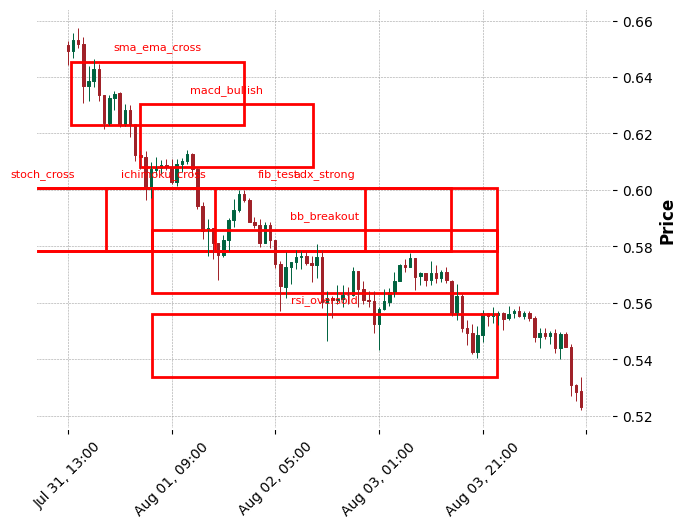 0.66
sma_ema_cross
0.64
macd_bullish
0.62
stoch_cross
ichimoku_cross
fib_test
adx_strong
0.60
bb_breakout
0.58
Price
rsi_oversold
0.56
0.54
0.52
Jul 31, 13:00
Aug 01, 09:00
Aug 02, 05:00
Aug 03, 01:00
Aug 03, 21:00